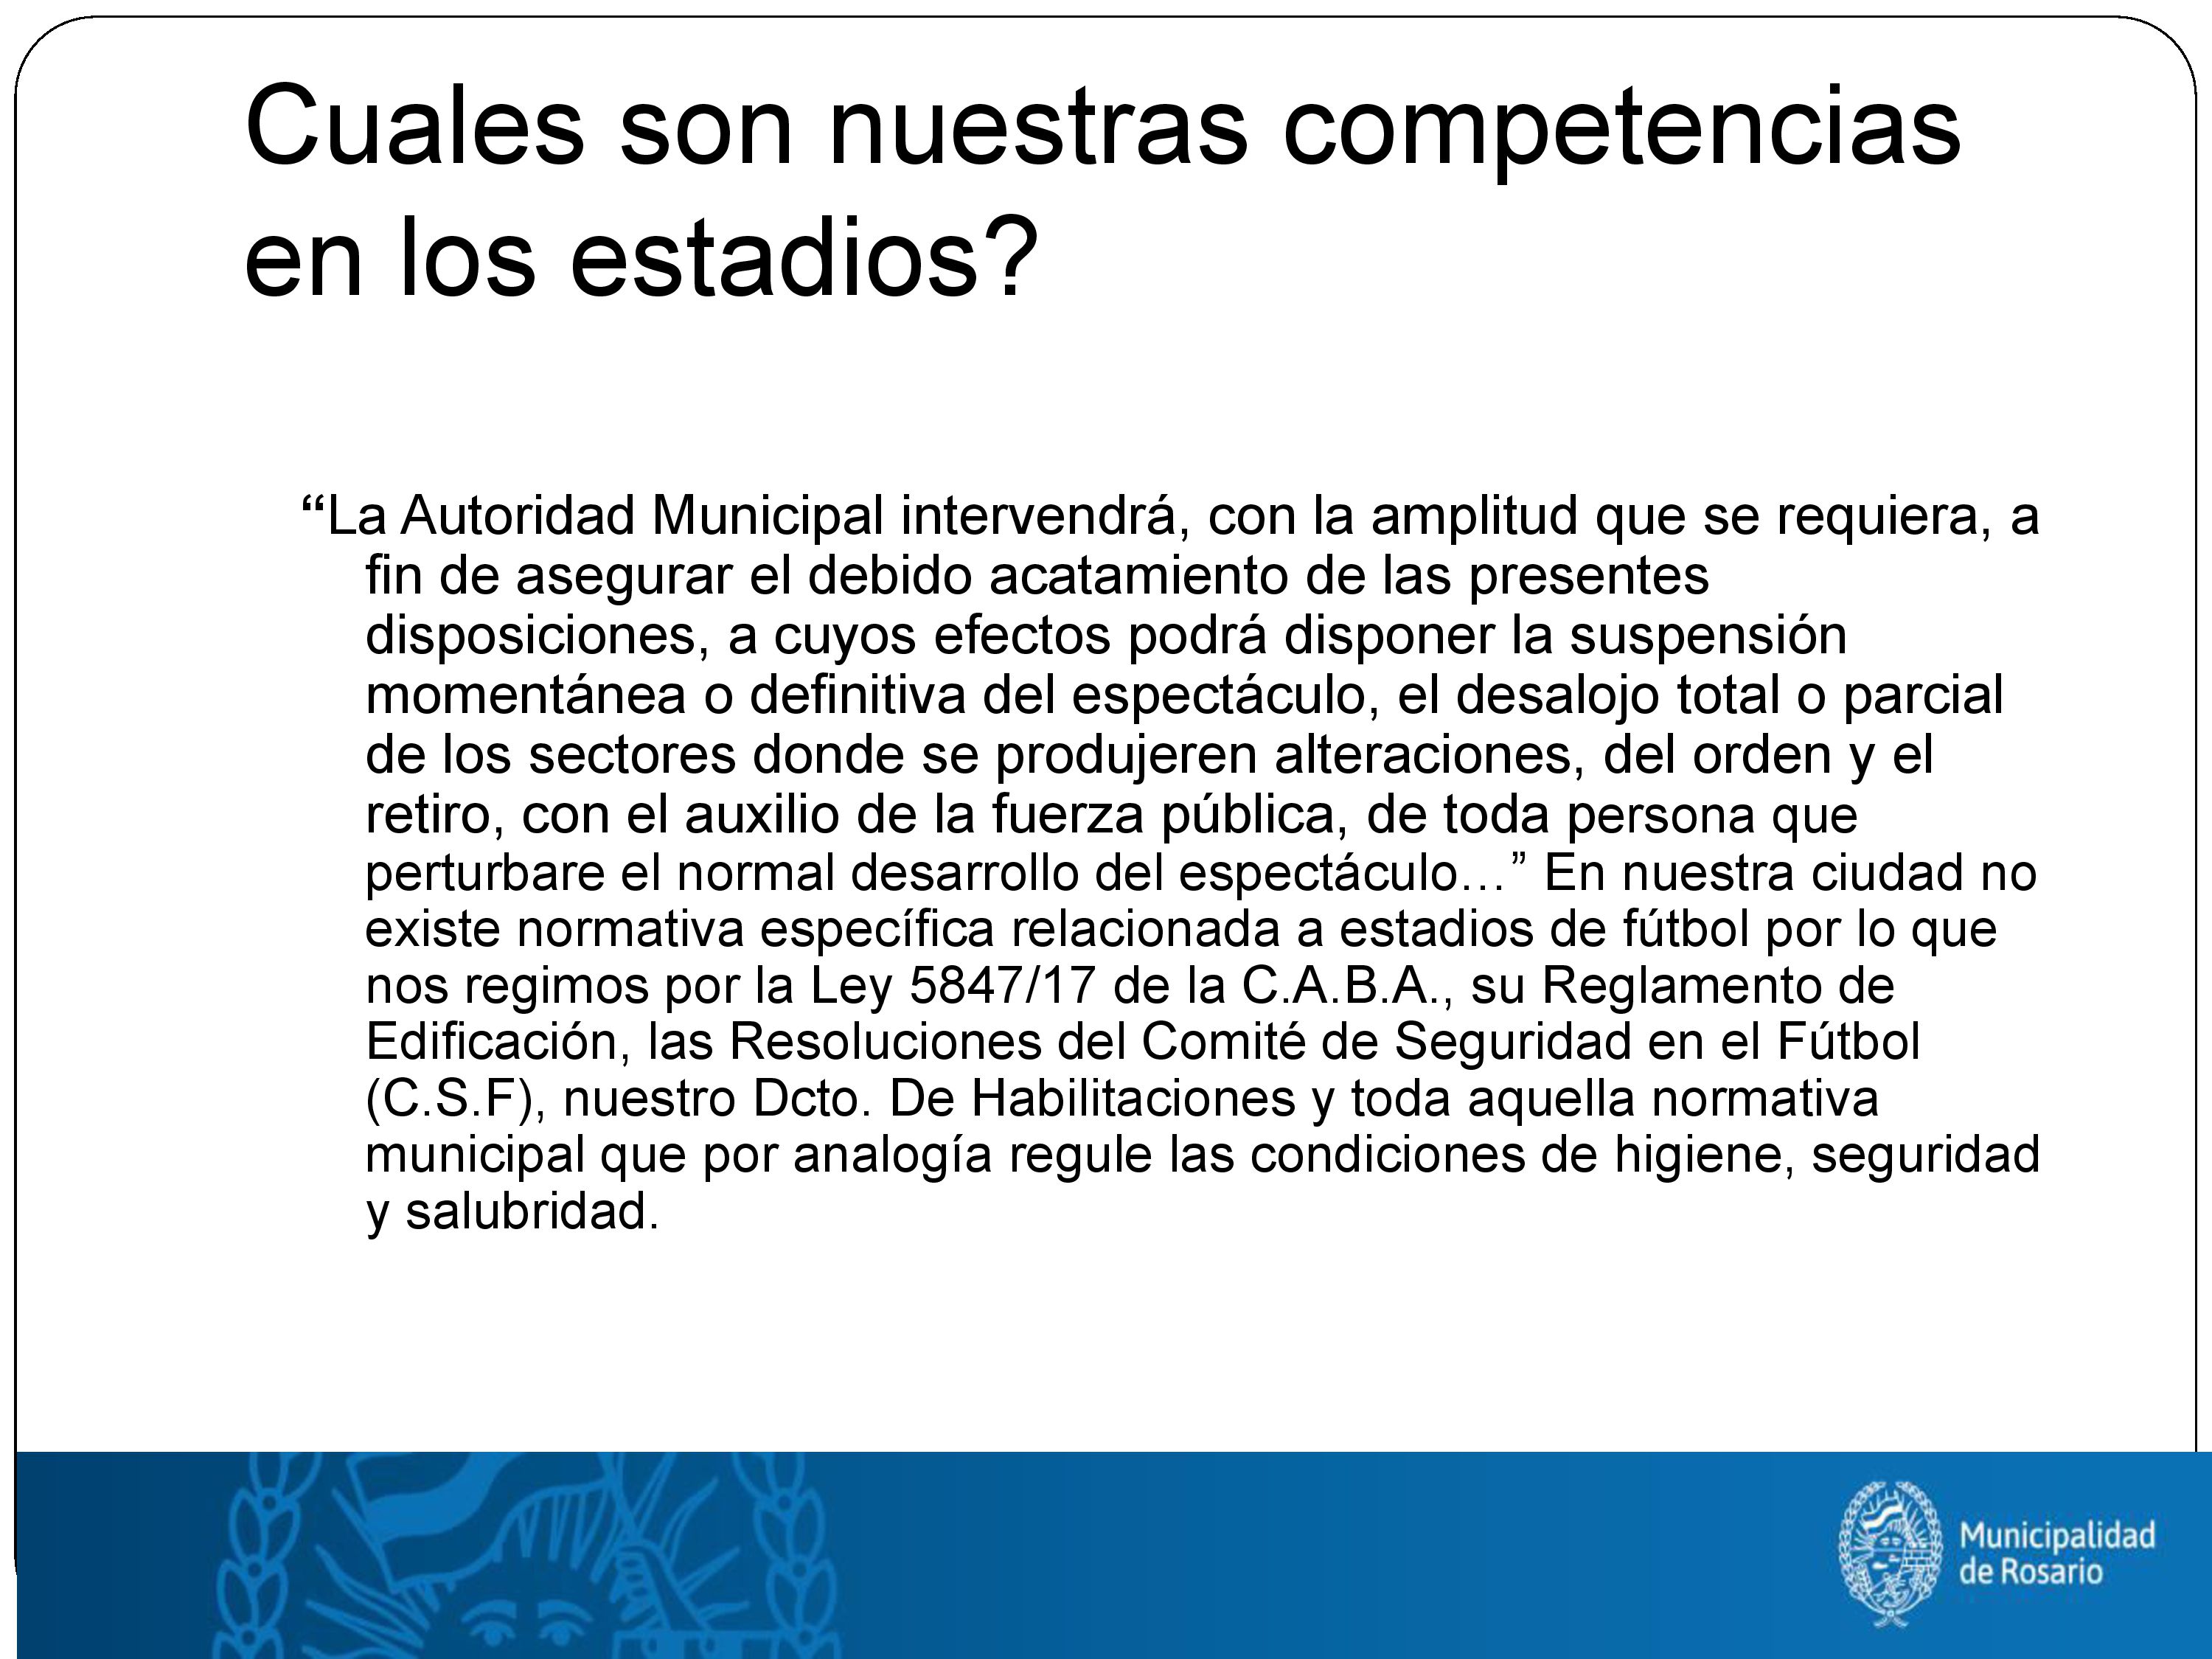 Cuales son nuestras competencias
en los estadios?
“La Autoridad Municipal intervendrá, con la amplitud que se requiera, a
fin de asegurar el debido acatamiento de las presentes
disposiciones, a cuyos efectos podrá disponer la suspensión
momentánea o definitiva del espectáculo, el desalojo total o parcial
de los sectores donde se produjeren alteraciones, del orden y el
retiro, con el auxilio de la fuerza pública, de toda persona que
perturbare el normal desarrollo del espectáculo…” En nuestra ciudad no
existe normativa específica relacionada a estadios de fútbol por lo que
nos regimos por la Ley 5847/17 de la C.A.B.A., su Reglamento de
Edificación, las Resoluciones del Comité de Seguridad en el Fútbol
(C.S.F), nuestro Dcto. De Habilitaciones y toda aquella normativa
municipal que por analogía regule las condiciones de higiene, seguridad
y salubridad.
Municipalidad
de Rosario